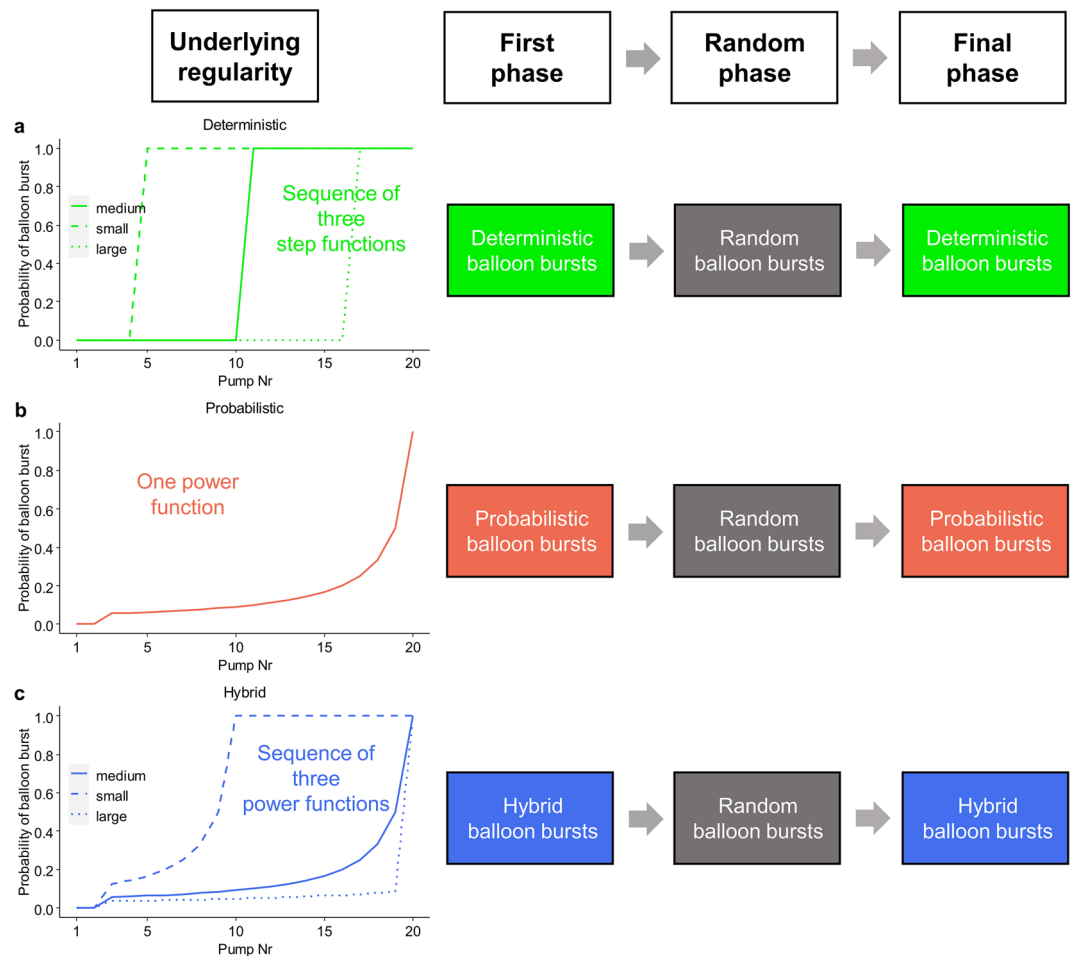 Underlying
regularity
First
phase
Random
phase
Final
phase
a
Deterministic
Probability of balloon burst
1.0
0.8
0.6
0.4
0.2
0.0
medium
small
large
Sequence of
three
step functions
1
5
10
15
20
Pump Nr
Deterministic
balloon bursts
Random
balloon bursts
Deterministic
balloon bursts
b
Probabilistic
Probability of balloon burst
1.0
0.8
0.6
0.4
0.2
0.0
One power
function
1
5
10
15
20
Pump Nr
Probabilistic
balloon bursts
Random
balloon bursts
Probabilistic
balloon bursts
c
Hybrid
Probability of balloon burst
1.0
0.8
0.6
0.4
0.2
0.0
medium
small
large
Sequence of
three
power functions
1
5
10
15
20
Pump Nr
Hybrid
balloon bursts
Random
balloon bursts
Hybrid
balloon bursts